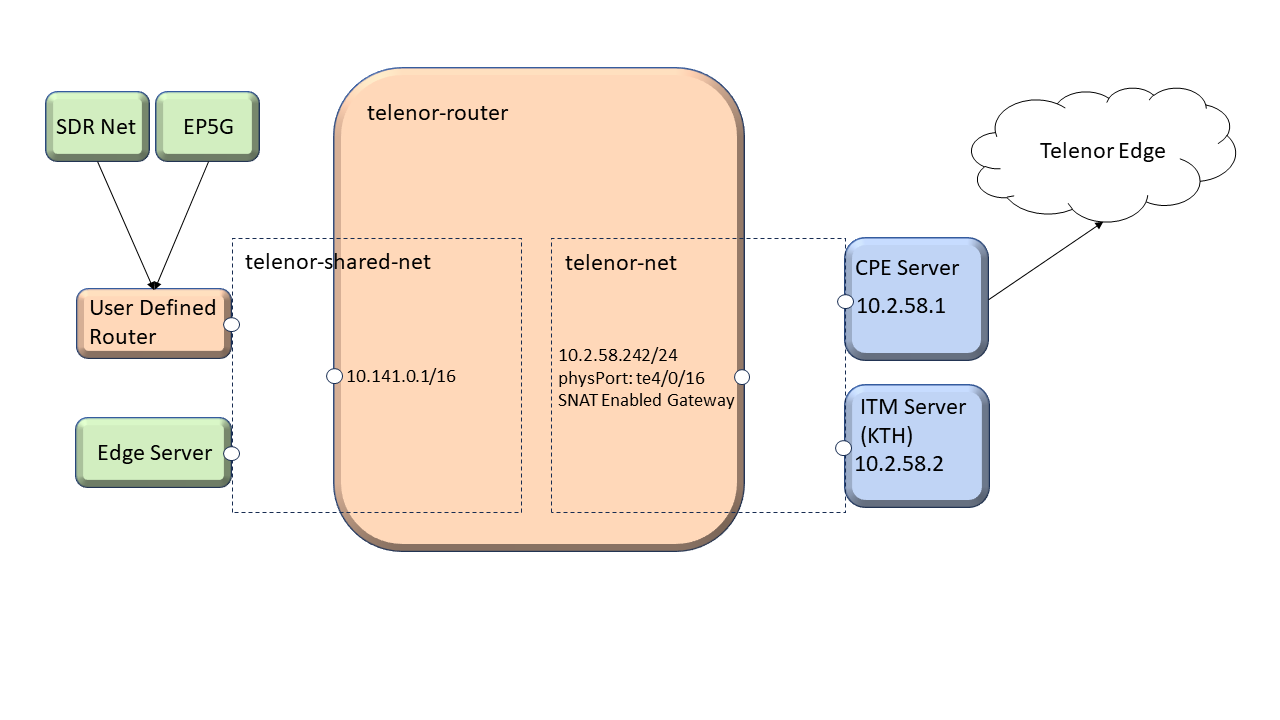 telenor-router
SDR Net
EP5G
Telenor Edge
telenor-shared-net
telenor-net
CPE Server
10.2.58.1
User Defined
Router
10.141.0.1/16
10.2.58.242/24
physPort: te4/0/16
SNAT Enabled Gateway
Edge Server
ITM Server
(KTH)
10.2.58.2